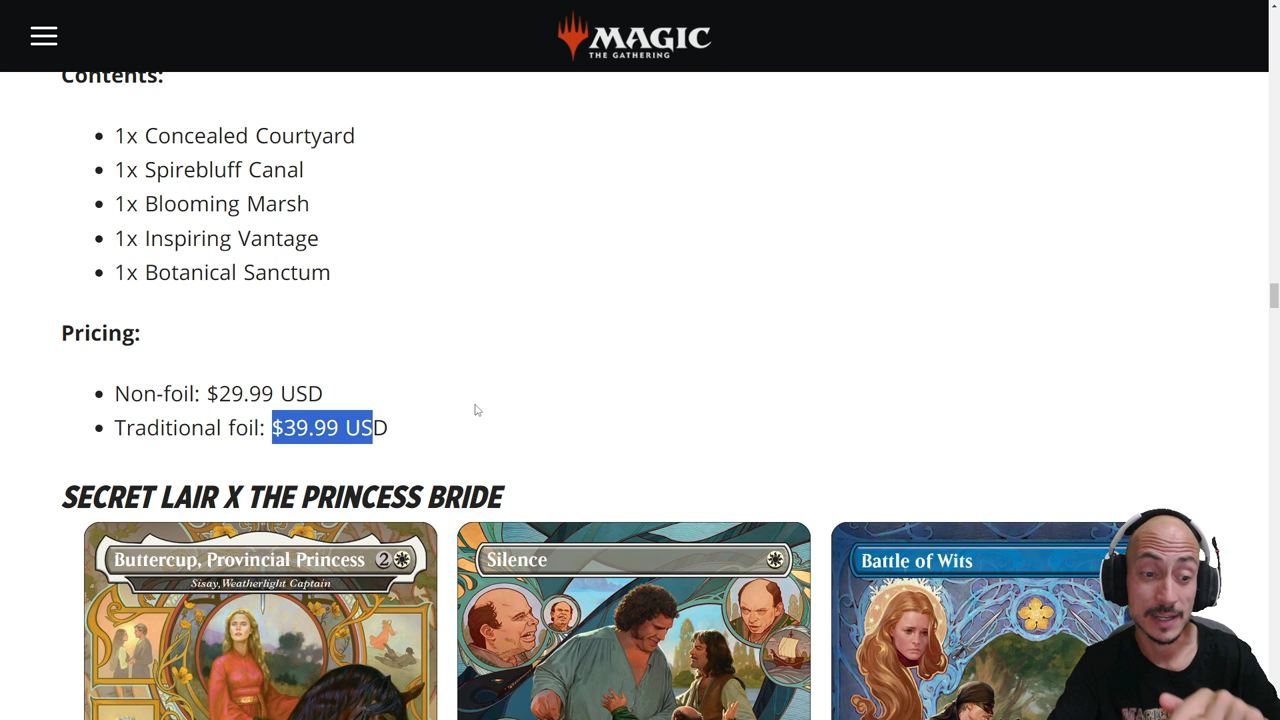 MAGIC
THE GATHERING
Contents:
• 1x Concealed Courtyard
• 1x Spirebluff Canal
• 1x Blooming Marsh
• 1x Inspiring Vantage
• 1x Botanical Sanctum
Pricing:
• Non-foil: $29.99 USD
• Traditional foil: $39.99 USD
SECRET LAIR X THE PRINCESS BRIDE
Buttercup, Provincial Princess 2
Sisay, Weatherlight Captain
Silence
Battle of Wits